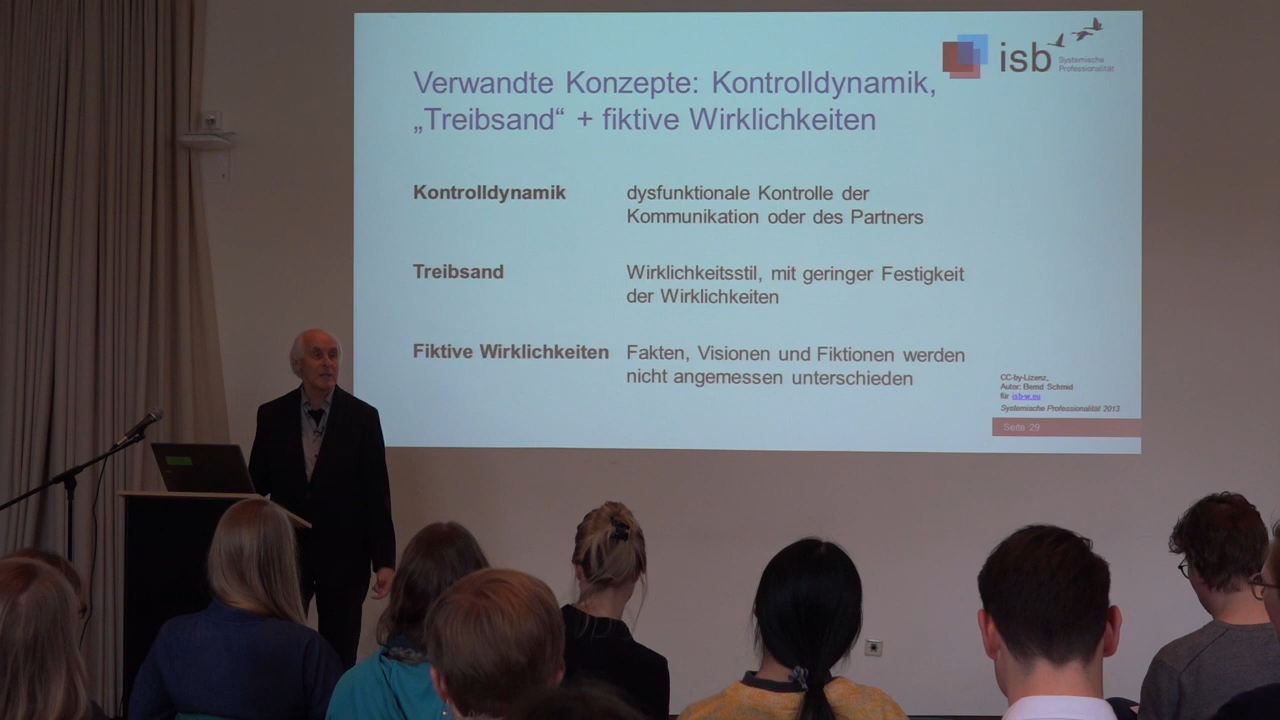 isb
Systemische
Professionalität
Verwandte Konzepte: Kontrolldynamik,
„Treibsand“ + fiktive Wirklichkeiten
Kontrolldynamik dysfunktionale Kontrolle der
Kommunikation oder des Partners
Treibsand Wirklichkeitsstil, mit geringer Festigkeit
der Wirklichkeiten
Fiktive Wirklichkeiten Fakten, Visionen und Fiktionen werden
nicht angemessen unterschieden
CC-by-Lizenz,
Autor: Bernd Schmid
für isb-w.eu
Systemische Professionalität 2013
Seite 29